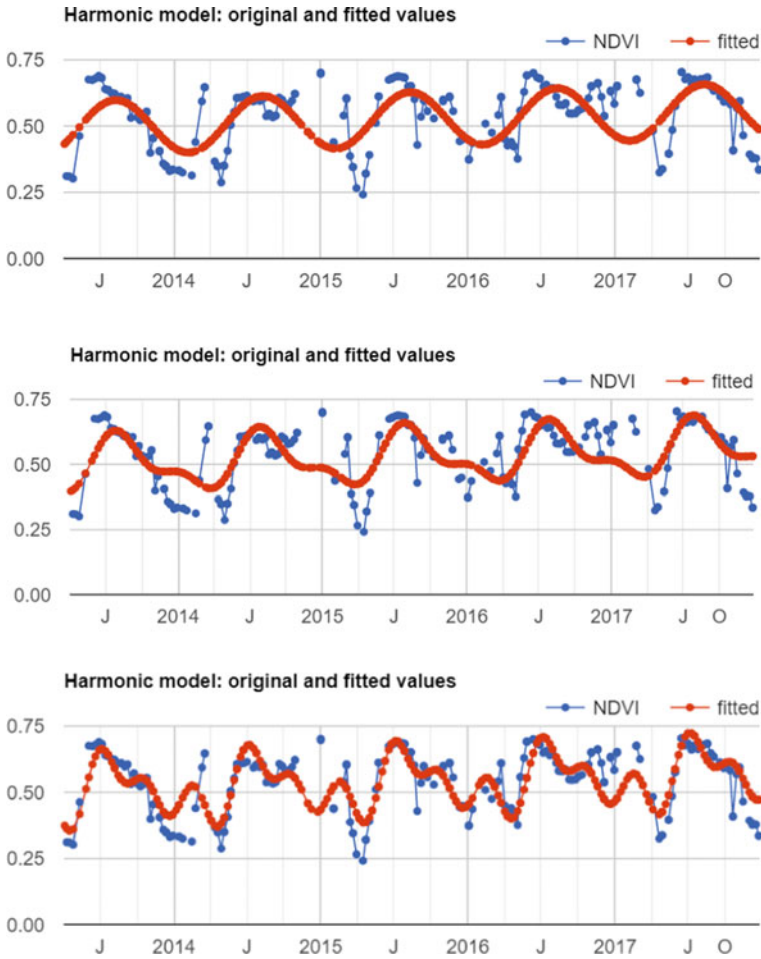 Harmonic model: original and fitted values
NDVI fitted
0.75
0.50
0.25
0.00
J 2014 J 2015 J 2016 J 2017 J O
Harmonic model: original and fitted values
NDVI fitted
0.75
0.50
0.25
0.00
J 2014 J 2015 J 2016 J 2017 J O
Harmonic model: original and fitted values
NDVI fitted
0.75
0.50
0.25
0.00
J 2014 J 2015 J 2016 J 2017 J O